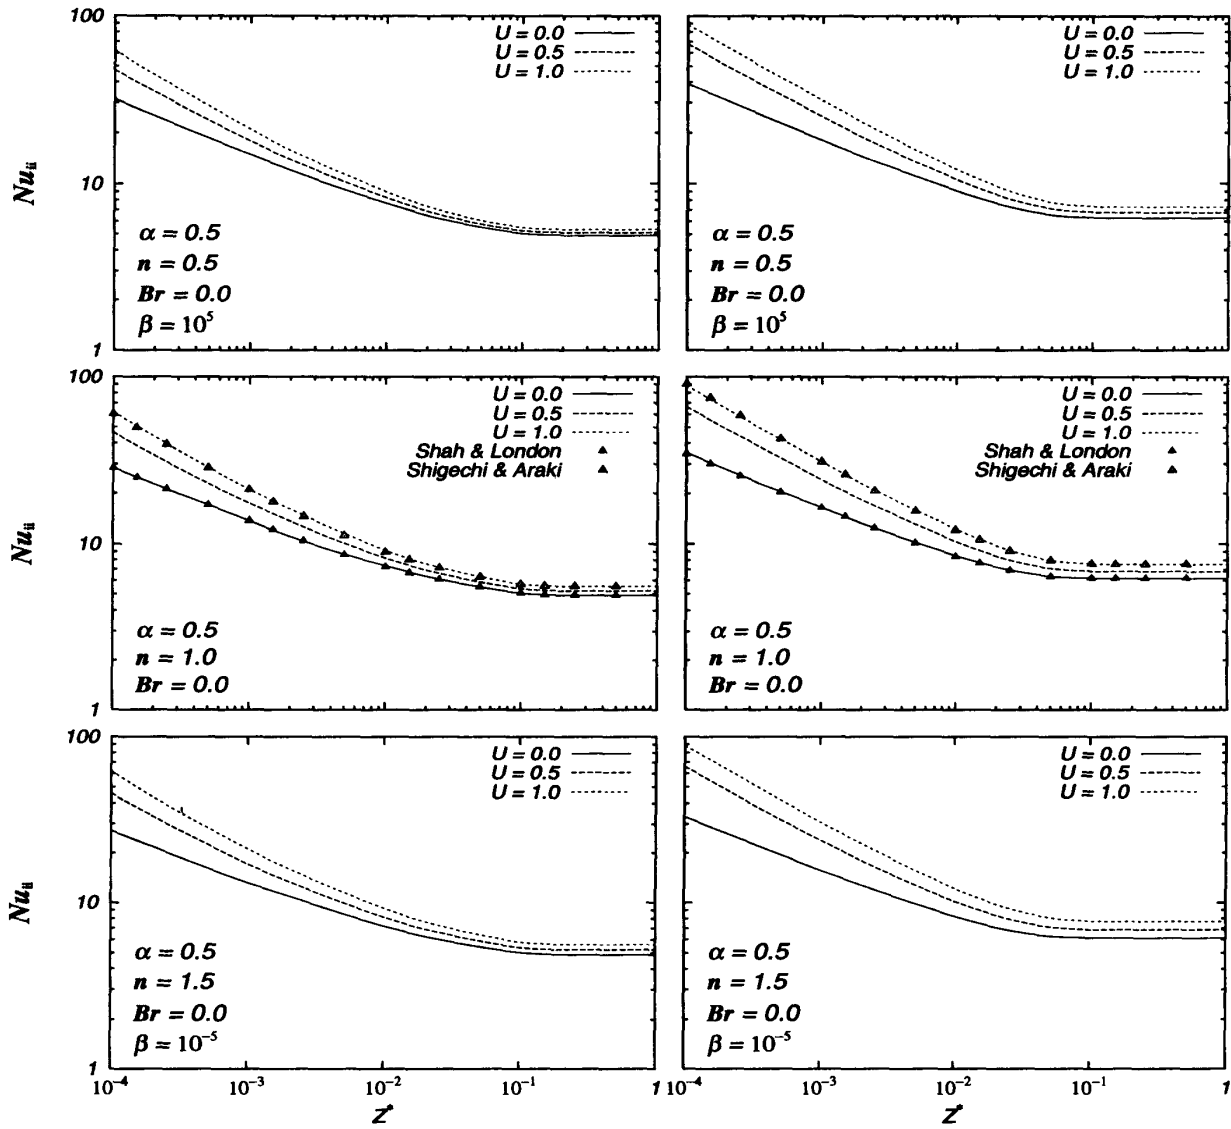 100
U = 0.0
U = 0.5
U = 1.0
10
Nu_ii
α = 0.5
n = 0.5
Br = 0.0
β = 10^5
1
U = 0.0
U = 0.5
U = 1.0
α = 0.5
n = 0.5
Br = 0.0
β = 10^5
100
U = 0.0
U = 0.5
U = 1.0
Shah & London
Shigechi & Araki
10
Nu_ii
α = 0.5
n = 1.0
Br = 0.0
1
U = 0.0
U = 0.5
U = 1.0
Shah & London
Shigechi & Araki
α = 0.5
n = 1.0
Br = 0.0
100
U = 0.0
U = 0.5
U = 1.0
10
Nu_ii
α = 0.5
n = 1.5
Br = 0.0
β = 10^-5
1
10^-4 10^-3 10^-2 10^-1 1
Z*
U = 0.0
U = 0.5
U = 1.0
α = 0.5
n = 1.5
Br = 0.0
β = 10^-5
10^-4 10^-3 10^-2 10^-1 1
Z*